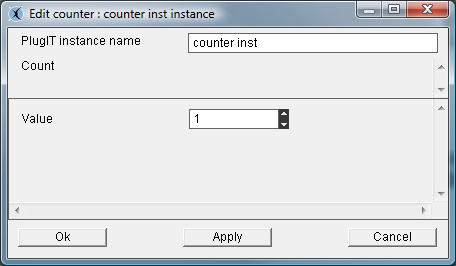 Edit counter : counter inst instance
PlugIT instance name
counter inst
Count
Value
1
Ok
Apply
Cancel